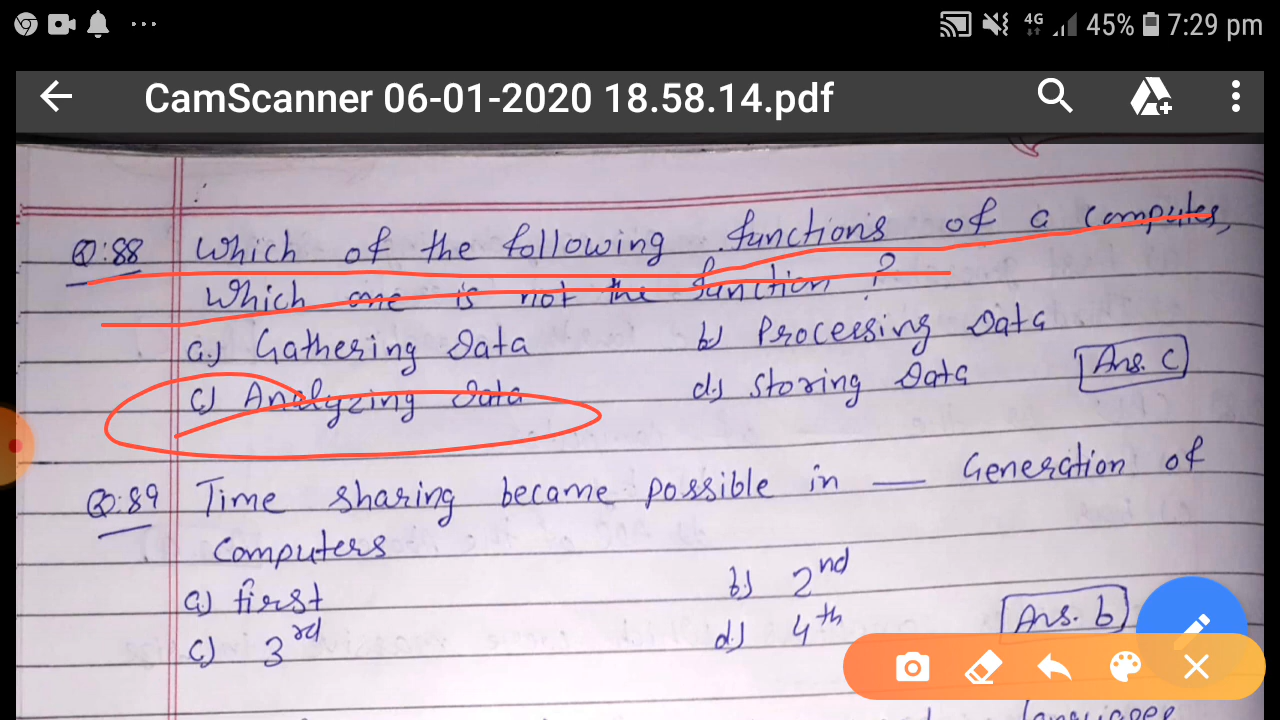 4G 45% 7:29 pm
CamScanner 06-01-2020 18.58.14.pdf
Q:88 Which of the following functions of a computer,
Which one is not the function?
a.) Gathering Data b) Processing Data
c) Analyzing Data d.) Storing Data Ans. c
Q:89 Time sharing became possible in — Generation of
Computers
a) first b.) 2nd
c) 3rd d.) 4th Ans. b
languages